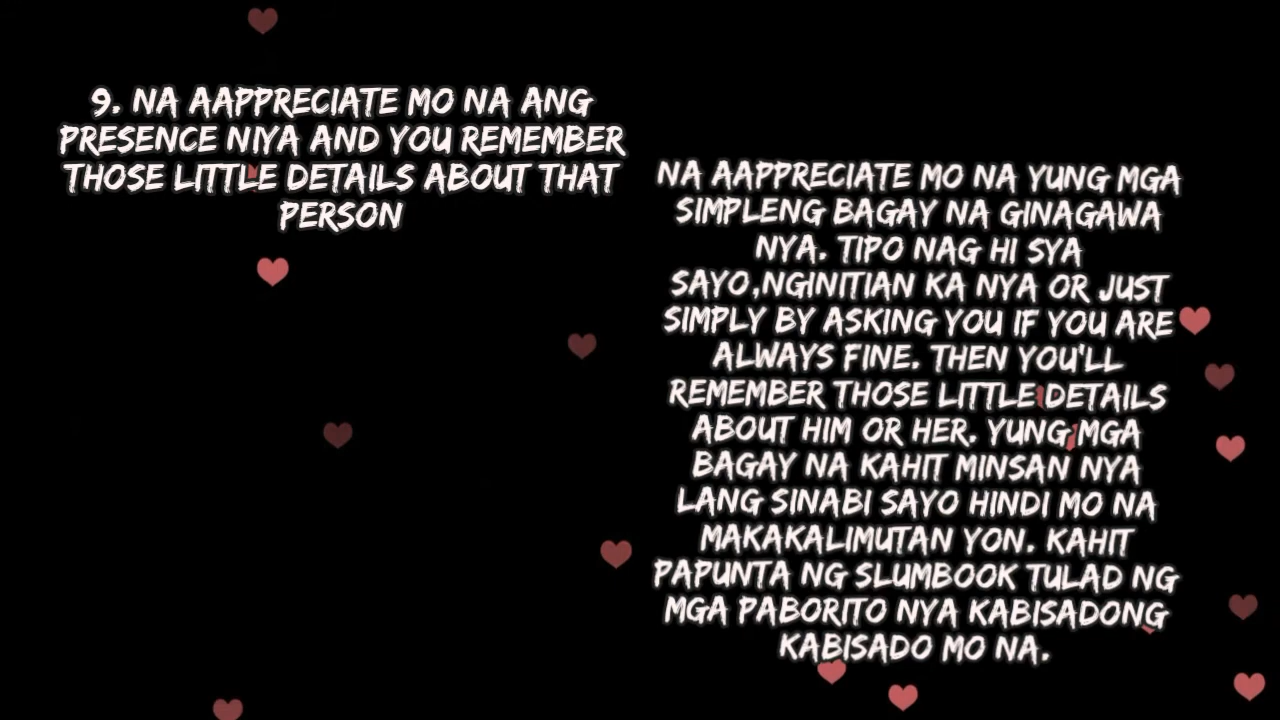 9. NA AAPPRECIATE MO NA ANG
PRESENCE NIYA AND YOU REMEMBER
THOSE LITTLE DETAILS ABOUT THAT
PERSON
NA AAPPRECIATE MO NA YUNG MGA
SIMPLENG BAGAY NA GINAGAWA
NYA. TIPO NAG HI SYA
SAYO,NGINITIAN KA NYA OR JUST
SIMPLY BY ASKING YOU IF YOU ARE
ALWAYS FINE. THEN YOU'LL
REMEMBER THOSE LITTLE DETAILS
ABOUT HIM OR HER. YUNG MGA
BAGAY NA KAHIT MINSAN NYA
LANG SINABI SAYO HINDI MO NA
MAKAKALIMUTAN YON. KAHIT
PAPUNTA NG SLUMBOOK TULAD NG
MGA PABORITO NYA KABISADONG
KABISADO MO NA.